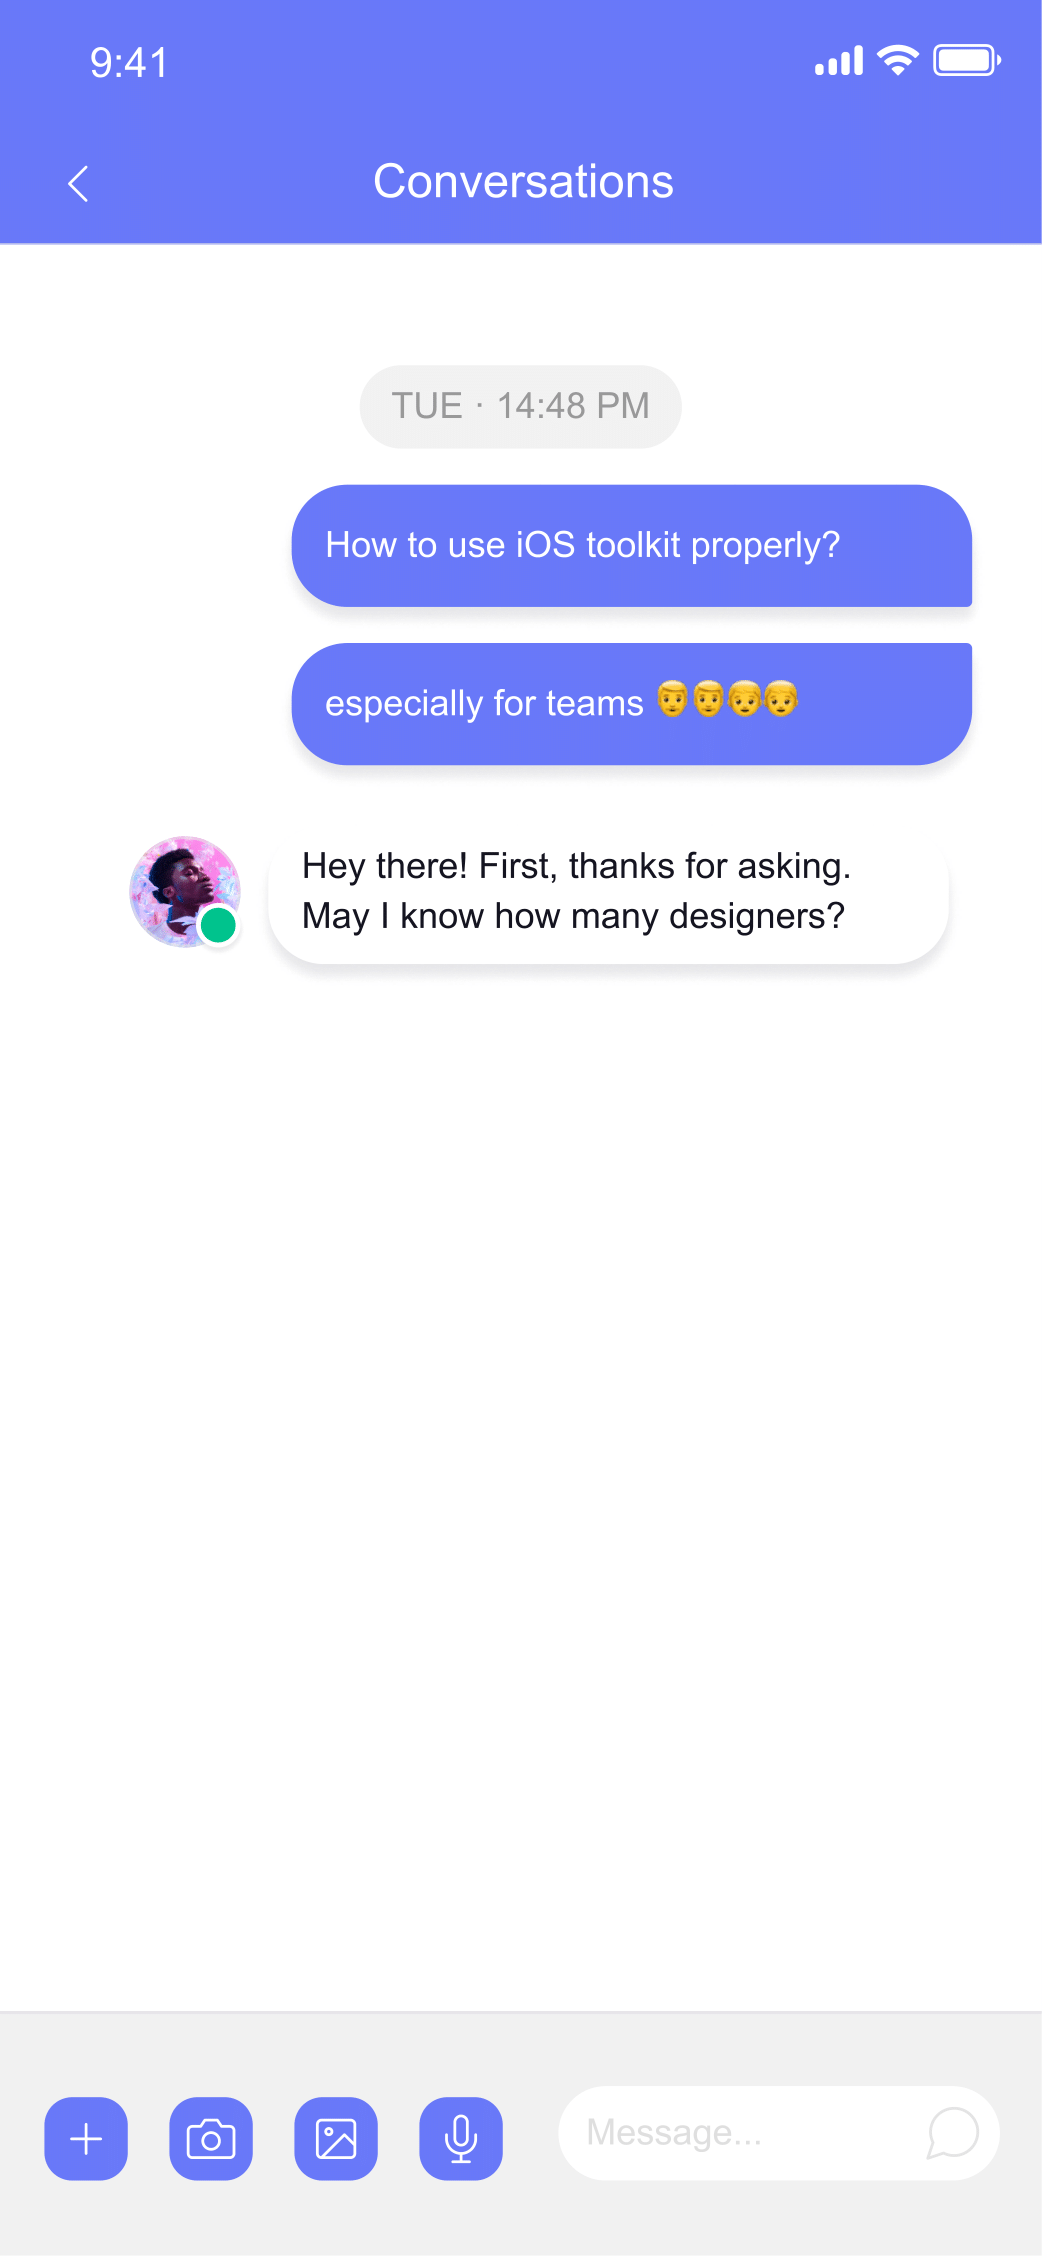 9:41
Conversations
TUE · 14:48 PM
How to use iOS toolkit properly?
especially for teams 👨👨👦👦
Hey there! First, thanks for asking.
May I know how many designers?
Message...